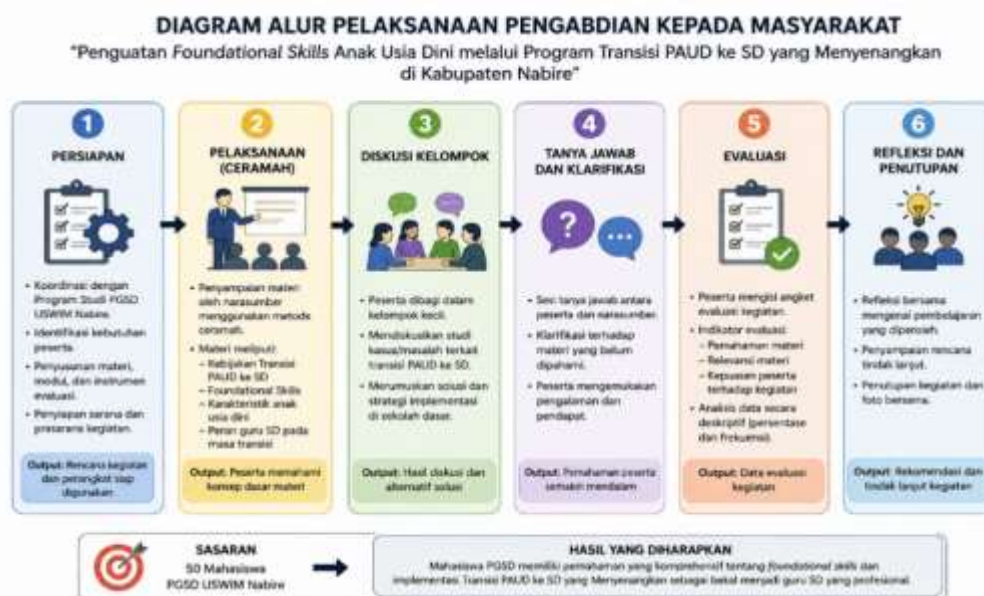 DIAGRAM ALUR PELAKSANAAN PENGABDIAN KEPADA MASYARAKAT
"Penguatan Foundational Skills Anak Usia Dini melalui Program Transisi PAUD ke SD yang Menyenangkan
di Kabupaten Nabire"
1
PERSIAPAN
• Koordinasi dengan
Program Studi PGSD
USWIM Nabire.
• Identifikasi kebutuhan
peserta.
• Penyusunan materi,
modul, dan instrumen
evaluasi.
• Penyiapan sarana dan
prasarana kegiatan.
Output: Rencana kegiatan
dan perangkat siap
digunakan
2
PELAKSANAAN
(CERAMAH)
• Penyampaian materi
oleh narasumber
menggunakan metode
ceramah.
• Materi meliputi:
– Kebijakan Transisi
PAUD ke SD
– Foundational Skills
– Karakteristik anak
usia dini
– Peran guru SD pada
masa transisi
Output: Peserta memahami
konsep dasar materi
3
DISKUSI KELOMPOK
• Peserta dibagi dalam
kelompok kecil.
• Mendiskusikan studi
kasus/masalah terkait
transisi PAUD ke SD.
• Merumuskan solusi dan
strategi implementasi
di sekolah dasar.
Output: Hasil diskusi dan
alternatif solusi
4
TANYA JAWAB
DAN KLARIFIKASI
?
...
• Sesi tanya jawab antara
peserta dan narasumber.
• Klarifikasi terhadap
materi yang belum
dipahami.
• Peserta mengemukakan
pengalaman dan
pendapat.
Output: Pemahaman peserta
semakin mendalam
5
EVALUASI
• Peserta mengisi angket
evaluasi kegiatan.
• Indikator evaluasi:
– Pemahaman materi
– Relevansi materi
– Kepuasan peserta
terhadap kegiatan
• Analisis data secara
deskriptif (persentase
dan frekuensi).
Output: Data evaluasi
kegiatan
6
REFLEKSI DAN
PENUTUPAN
• Refleksi bersama
mengenai pembelajaran
yang diperoleh.
• Penyampaian rencana
tindak lanjut.
• Penutupan kegiatan dan
foto bersama.
Output: Rekomendasi dan
tindak lanjut kegiatan
SASARAN
50 Mahasiswa
PGSD USWIM Nabire
HASIL YANG DIHARAPKAN
Mahasiswa PGSD memiliki pemahaman yang komprehensif tentang foundational skills dan
implementasi Transisi PAUD ke SD yang Menyenangkan sebagai bekal menjadi guru SD yang profesional.